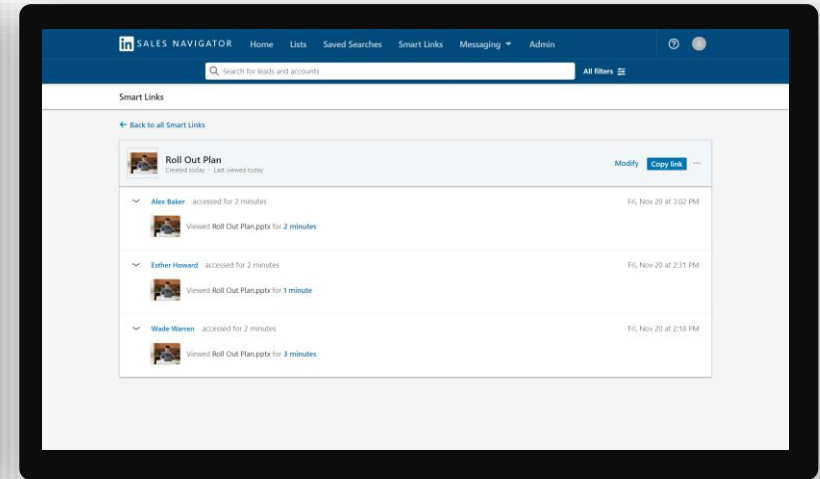 in SALES NAVIGATOR Home Lists Saved Searches Smart Links Messaging Admin
Search for leads and accounts All filters
Smart Links
← Back to all Smart Links
Roll Out Plan Modify Copy link ...
Created today - Last viewed today
Alex Baker accessed for 2 minutes Fri, Nov 20 at 3:02 PM
Viewed Roll Out Plan.pptx for 2 minutes
Esther Howard accessed for 2 minutes Fri, Nov 20 at 2:31 PM
Viewed Roll Out Plan.pptx for 1 minute
Wade Warren accessed for 2 minutes Fri, Nov 20 at 2:18 PM
Viewed Roll Out Plan.pptx for 3 minutes